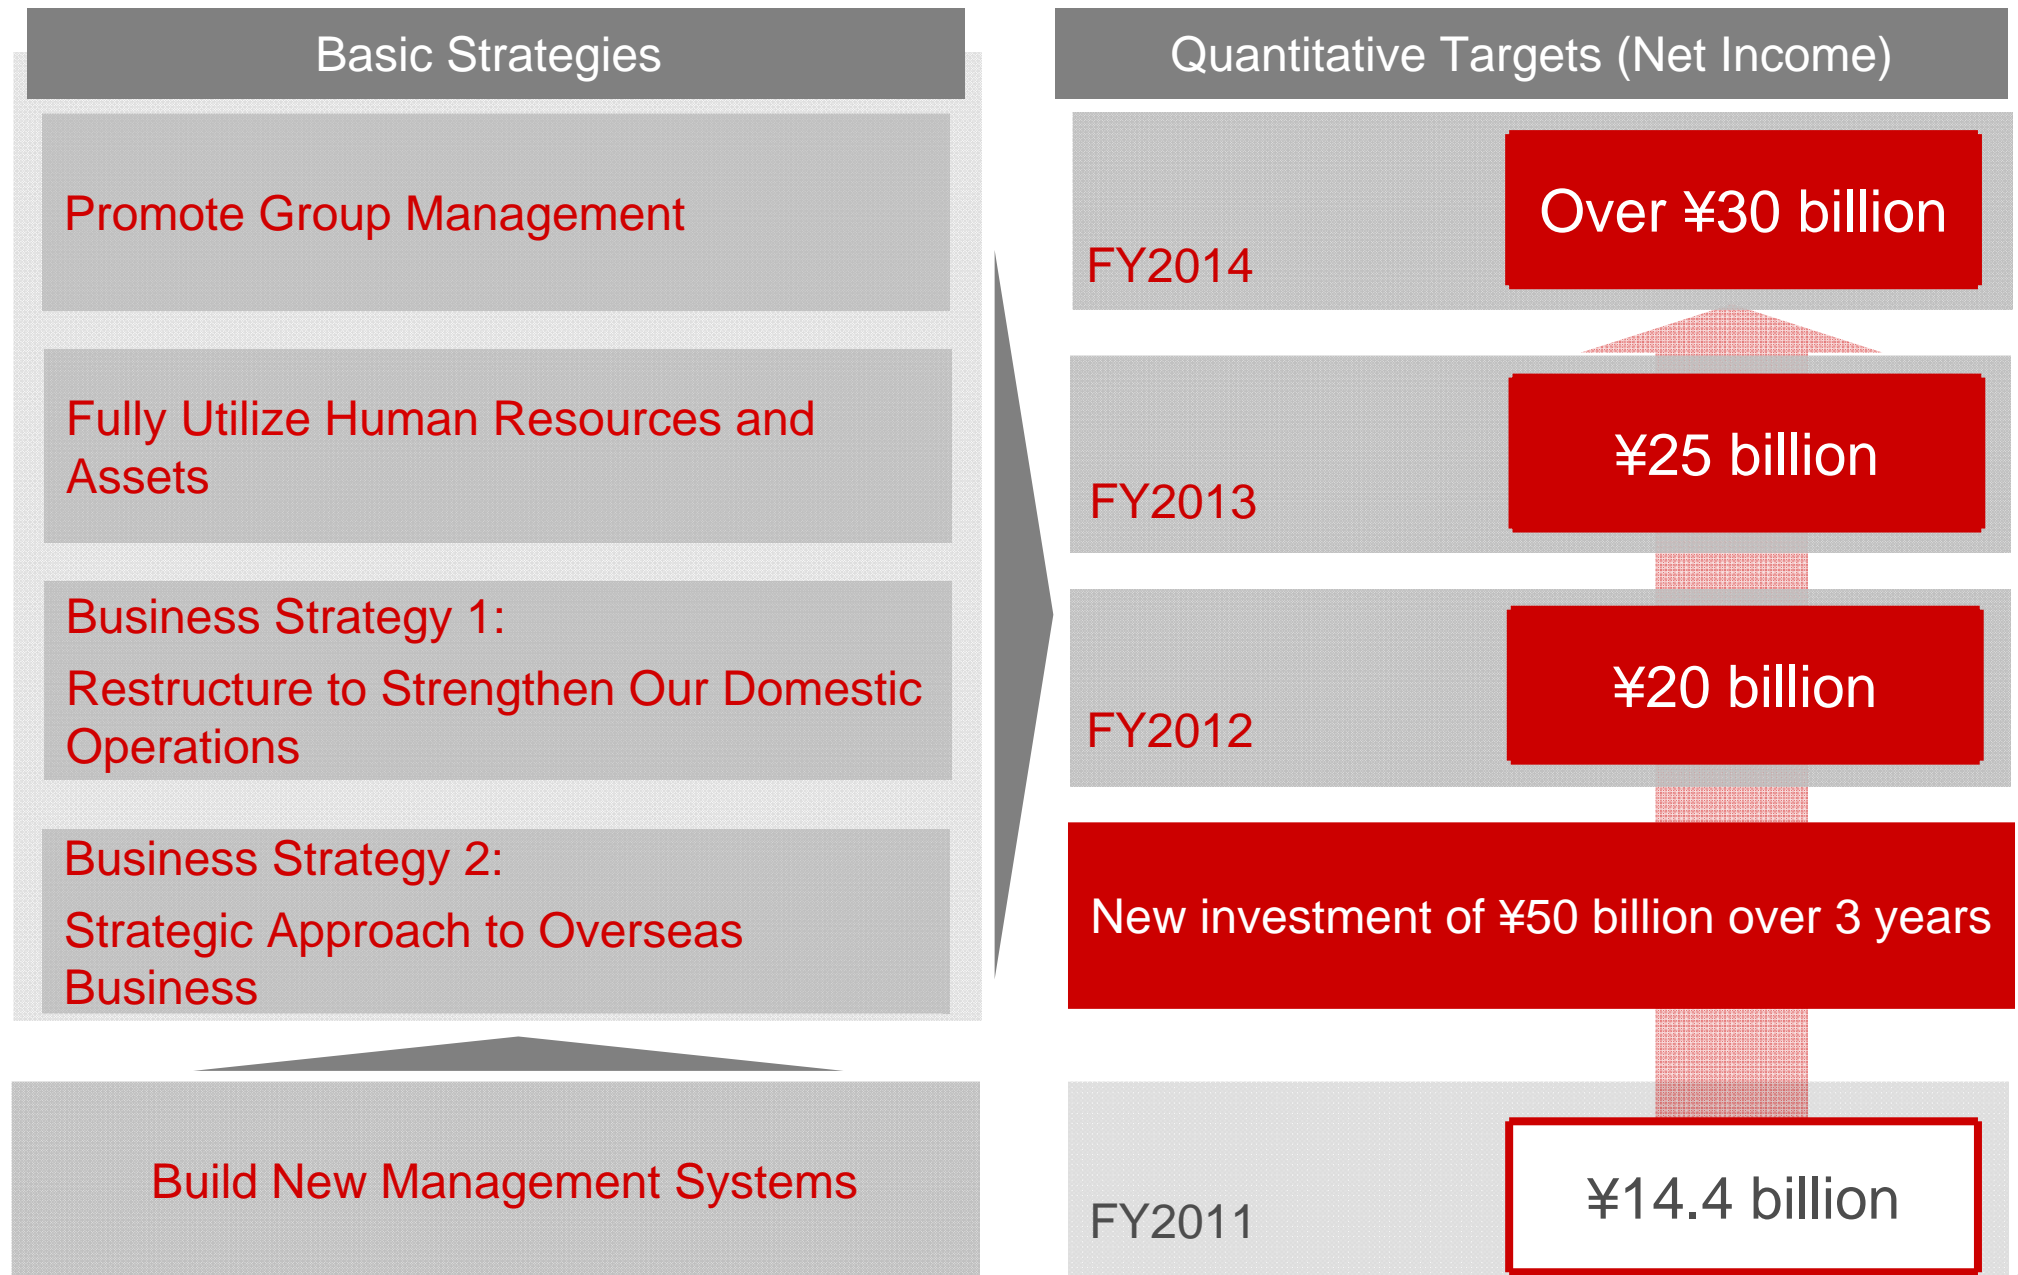 Basic Strategies
Promote Group Management
Fully Utilize Human Resources and
Assets
Business Strategy 1:
Restructure to Strengthen Our Domestic
Operations
Business Strategy 2:
Strategic Approach to Overseas
Business
Build New Management Systems
Quantitative Targets (Net Income)
Over ¥30 billion
FY2014
¥25 billion
FY2013
¥20 billion
FY2012
New investment of ¥50 billion over 3 years
¥14.4 billion
FY2011